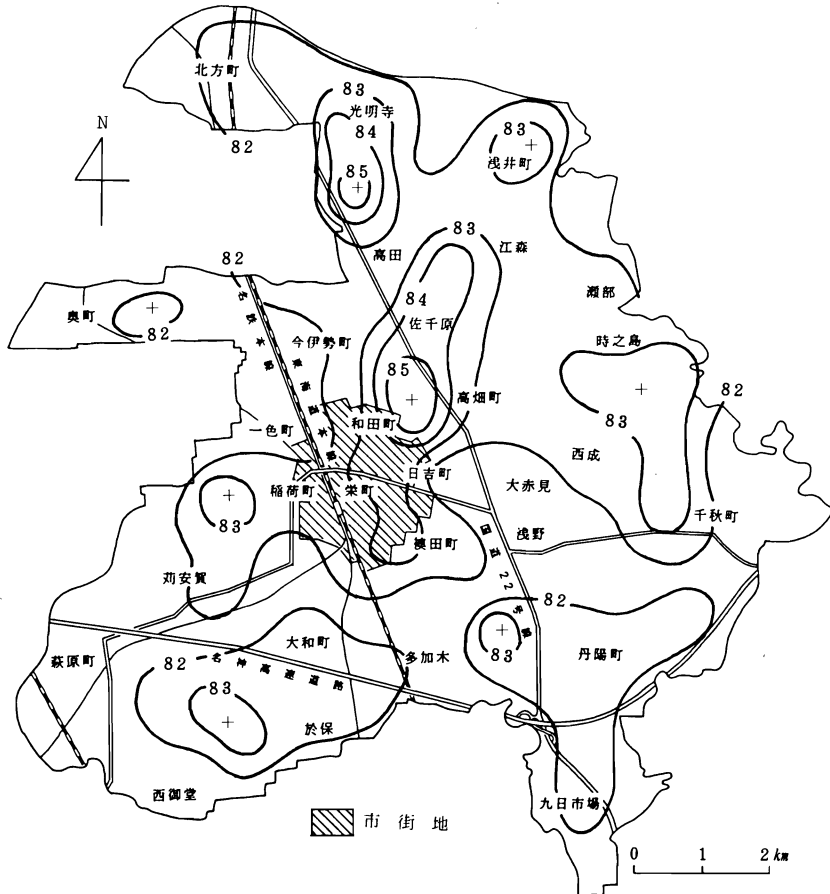 北方町
83
光明寺
84
83
浅井町
N
82
85
高田
83
江森
82
瀬部
奥町
82
名鉄本線
東海道本線
今伊勢町
84
佐千原
時之島
85
高畑町
82
83
一色町
和田町
西成
稲荷町
栄町
日吉町
大赤見
83
千秋町
浅野
襖田町
国道22号線
苅安賀
82
大和町
萩原町
82
名神高速道路
多加木
83
丹陽町
83
於保
西御堂
九日市場
市街地
0 1 2km